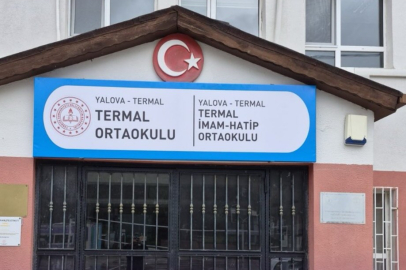 YALOVA - TERMAL
TERMAL
ORTAOKULU
YALOVA - TERMAL
TERMAL
İMAM-HATİP
ORTAOKULU